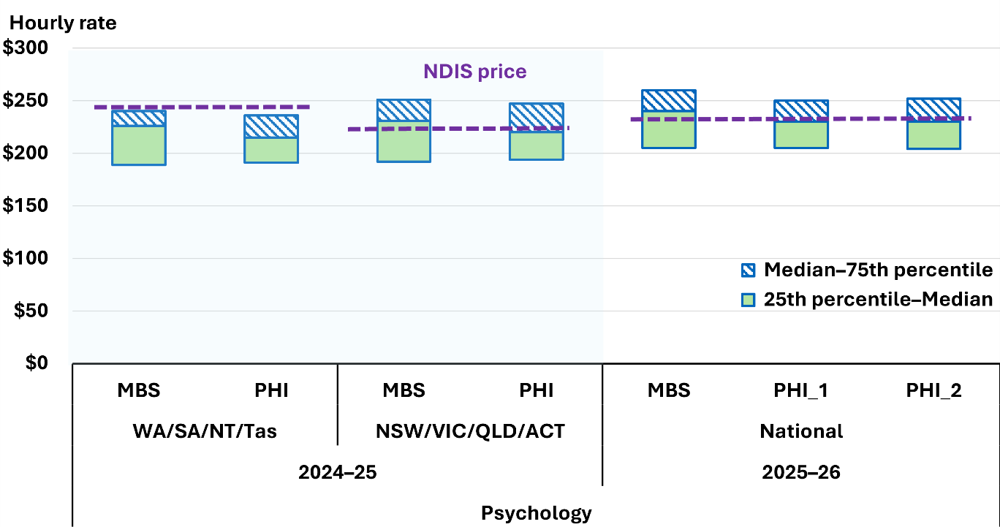 Hourly rate
$300
NDIS price
$250
$200
$150
$100
Median–75th percentile
25th percentile–Median
$50
$0
MBS PHI MBS PHI MBS PHI_1 PHI_2
WA/SA/NT/Tas NSW/VIC/QLD/ACT National
2024–25 2025–26
Psychology